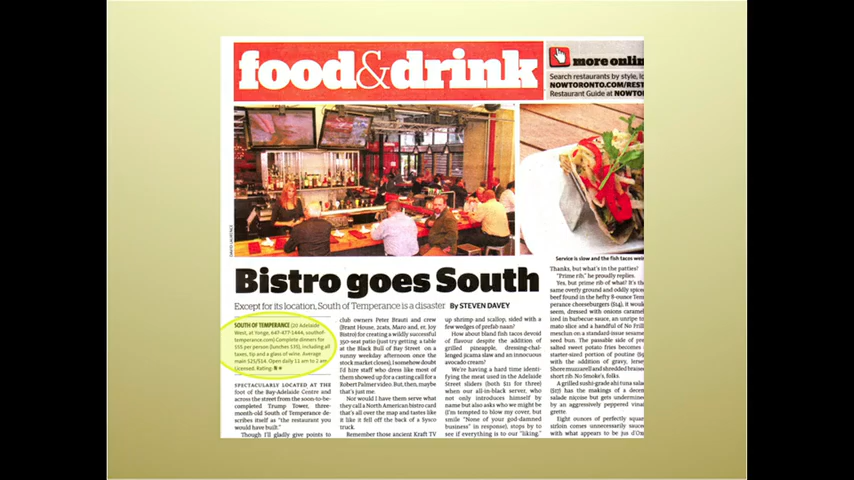 food&drink
more onlin
Search restaurants by style, lo
NOWTORONTO.COM/REST
Restaurant Guide at NOWTO
Service is slow and the fish tacos wei
Bistro goes South
Except for its location, South of Temperance is a disaster By STEVEN DAVEY
SOUTH OF TEMPERANCE (20 Adelaide
West, at Yonge, 647-477-1444, southof-
temperance.com) Complete dinners for
$55 per person (lunches $35), including all
taxes, tip and a glass of wine. Average
main $25/$14. Open daily 11 am to 2 am
Licensed. Rating: N
SPECTACULARLY LOCATED AT THE
foot of the Bay-Adelaide Centre and
across the street from the soon-to-be
completed Trump Tower, three-
month-old South of Temperance de-
scribes itself as "the restaurant you
would have built."
Though I'll gladly give points to
club owners Peter Brauti and crew
(Brant House, 2cats, Maro and, er, Joy
Bistro) for creating a wildly successful
350-seat patio (just try getting a table
at the Black Bull of Bay Street on a
sunny weekday afternoon once the
stock market closes), I somehow doubt
I'd hire staff who dress like most of
them showed up for a casting call for a
Robert Palmer video. But, then, maybe
that's just me.
Nor would I have them serve what
they call a North American bistro card
that's all over the map and tastes like
it like it fell off the back of a Sysco
truck.
Remember those ancient Kraft TV
up shrimp and scallop, sided with a
few wedges of prefab naan?
How about bland fish tacos devoid
of flavour despite the addition of
grilled pineapple, dressing-chal-
lenged jicama slaw and an innocuous
avocado cream?
We're having a hard time identi-
fying the meat used in the Adelaide
Street sliders (both $11 for three)
when our all-in-black server, who
not only introduces himself by
name but also asks who we might be
(I'm tempted to blow my cover, but
smile "None of your god-damned
business" in response), stops by to
see if everything is to our "liking."
Thanks, but what's in the patties?
"Prime rib," he proudly replies.
Yes, but prime rib of what? It's the
same overly ground and oddly spice
beef found in the hefty 8-ounce Tem
perance cheeseburgers ($14), it would
seem, dressed with onions carameli
ized in barbecue sauce, an unripe to
mato slice and a handful of No Frills
mesclun on a standard-issue sesame
seed bun. The passable side of pre
salted sweet potato fries becomes a
starter-sized portion of poutine ($9
with the addition of gravy, Hersh
Shere muzzarell and shredded braised
short rib. No Smoke's, folks.
A grilled sushi-grade ahi tuna sala
($17) has the makings of a decen
salade niçoise but gets undermine
by an aggressively peppered vinai
grette.
Eight ounces of perfectly square
sirloin comes unnecessarily sauce
with what appears to be jus d'Ox